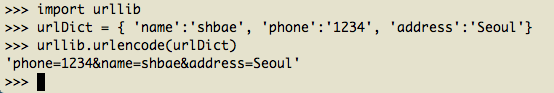 >>> import urllib
>>> urlDict = { 'name':'shbae', 'phone':'1234', 'address':'Seoul'}
>>> urllib.urlencode(urlDict)
'phone=1234&name=shbae&address=Seoul'
>>>